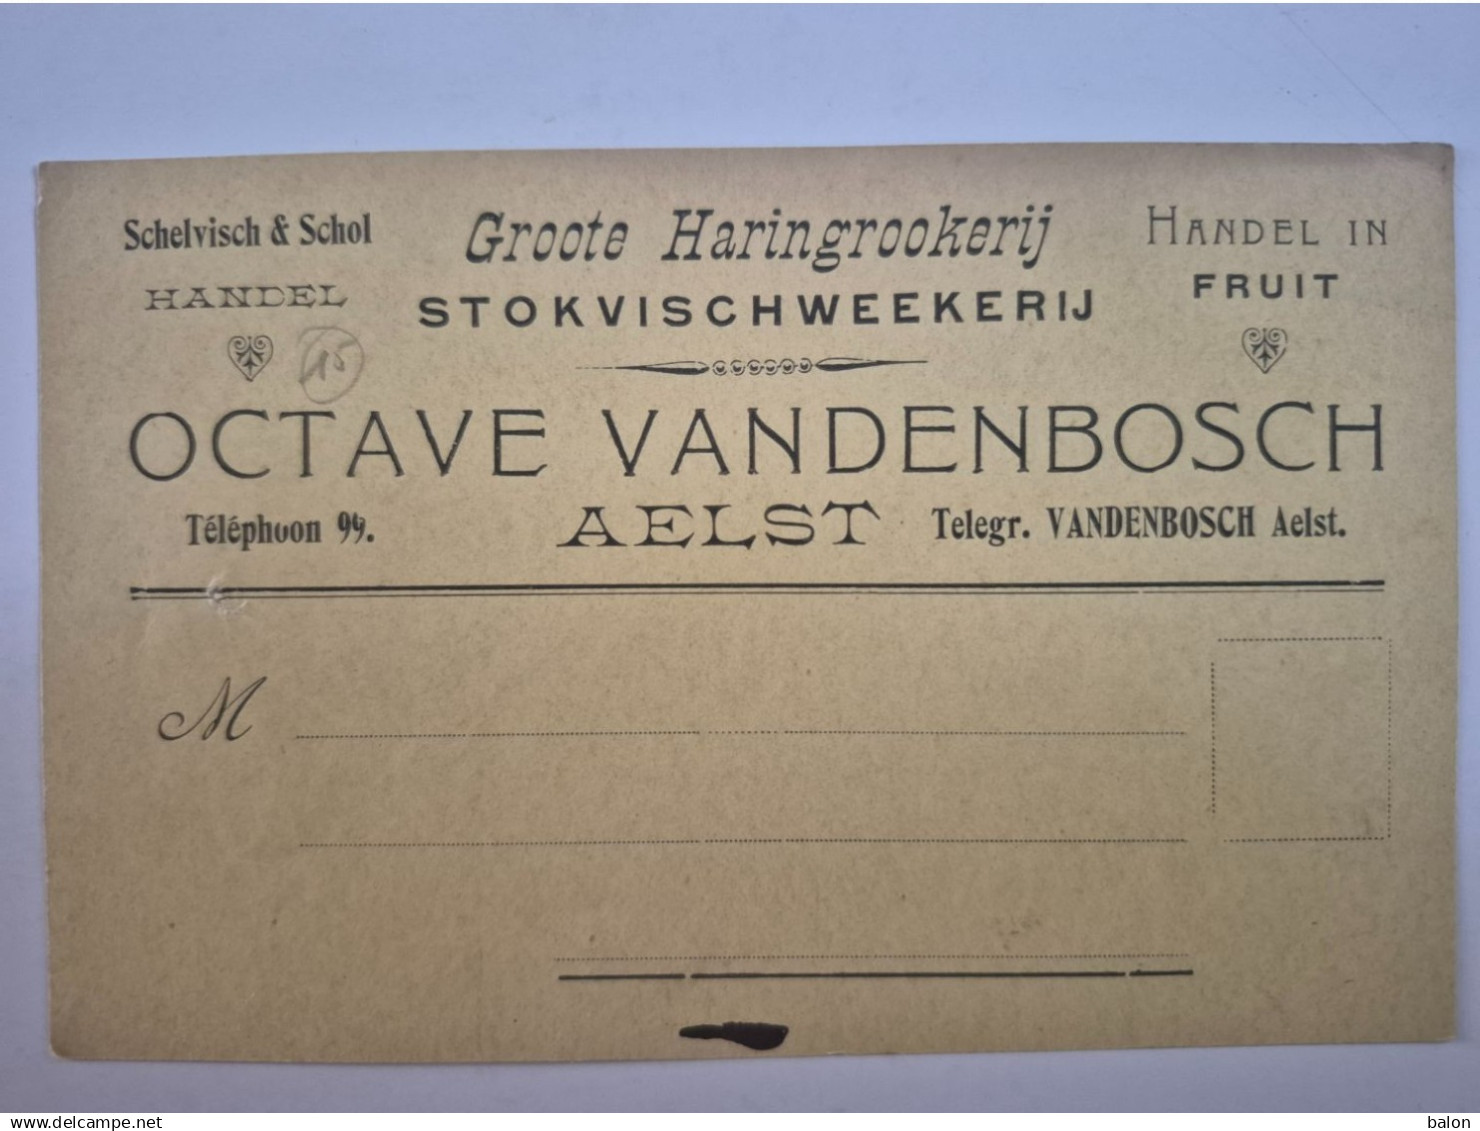 Schelvisch & Schol
HANDEL
Groote Haringrookerij
STOKVISCHWEEKERIJ
HANDEL IN
FRUIT
15
OCTAVE VANDENBOSCH
Téléphoon 99.
AELST
Telegr. VANDENBOSCH Aelst.
M
delcampe.net
balon